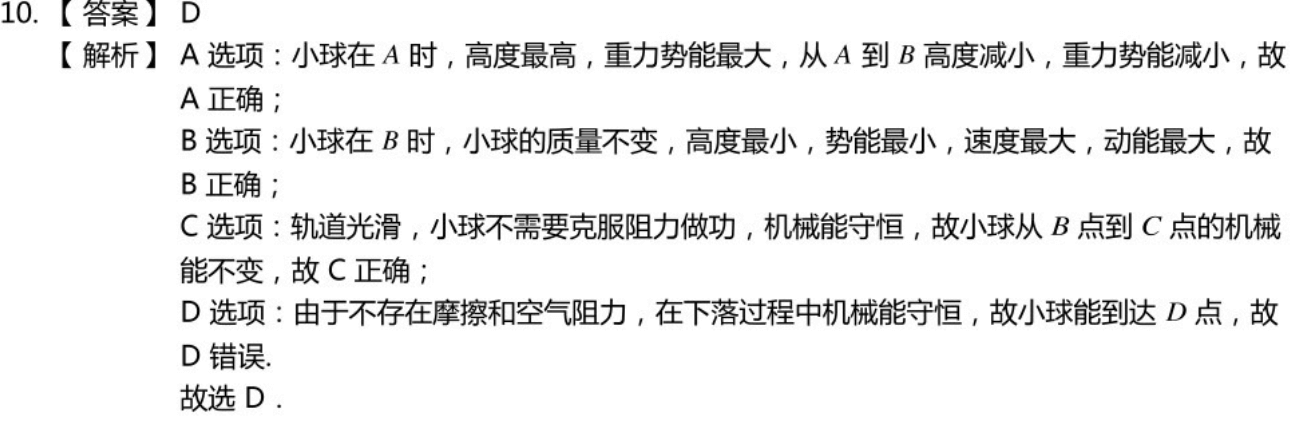 10. 【答案】 D
【解析】 A 选项：小球在 A 时，高度最高，重力势能最大，从 A 到 B 高度减小，重力势能减小，故
A 正确；
B 选项：小球在 B 时，小球的质量不变，高度最小，势能最小，速度最大，动能最大，故
B 正确；
C 选项：轨道光滑，小球不需要克服阻力做功，机械能守恒，故小球从 B 点到 C 点的机械
能不变，故 C 正确；
D 选项：由于不存在摩擦和空气阻力，在下落过程中机械能守恒，故小球能到达 D 点，故
D 错误.
故选 D．